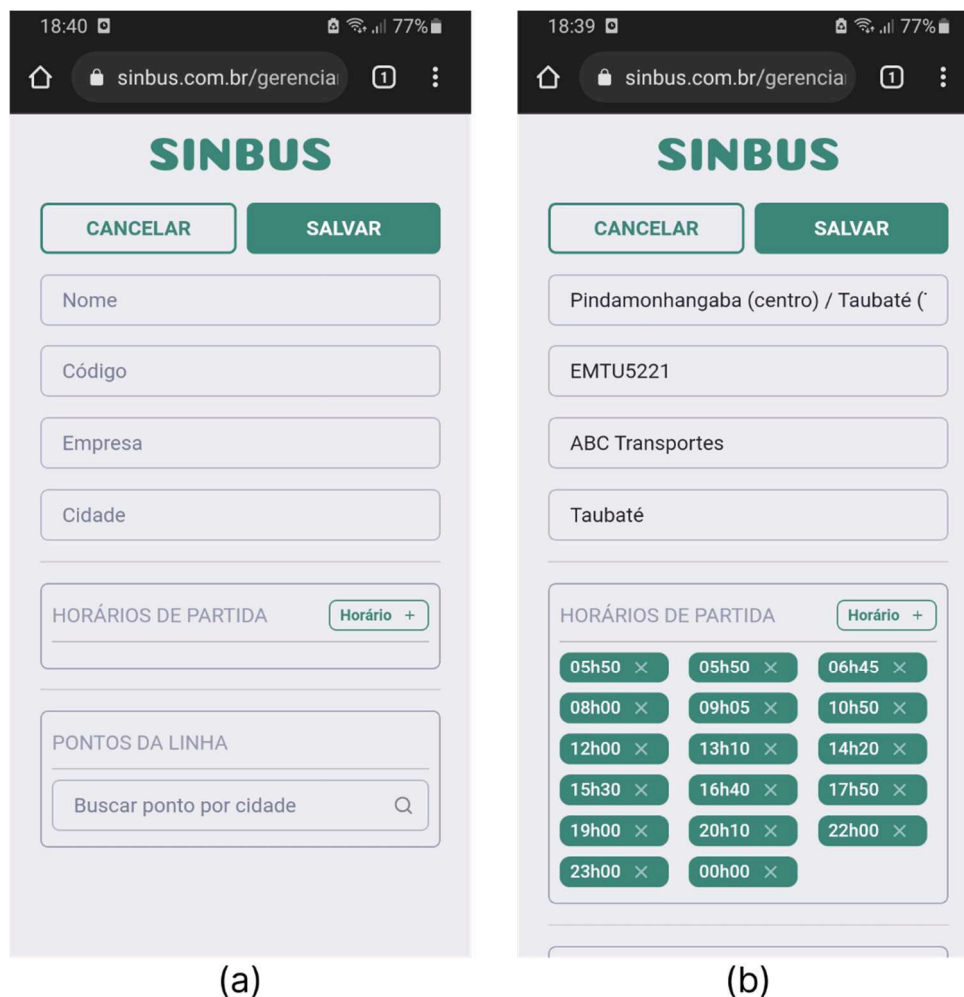 18:40 77%
sinbus.com.br/gerencia 1
SINBUS
CANCELAR SALVAR
Nome
Código
Empresa
Cidade
HORÁRIOS DE PARTIDA Horário +
PONTOS DA LINHA
Buscar ponto por cidade
(a)
18:39 77%
sinbus.com.br/gerencia 1
SINBUS
CANCELAR SALVAR
Pindamonhangaba (centro) / Taubaté (
EMTU5221
ABC Transportes
Taubaté
HORÁRIOS DE PARTIDA Horário +
05h50 × 05h50 × 06h45 ×
08h00 × 09h05 × 10h50 ×
12h00 × 13h10 × 14h20 ×
15h30 × 16h40 × 17h50 ×
19h00 × 20h10 × 22h00 ×
23h00 × 00h00 ×
(b)